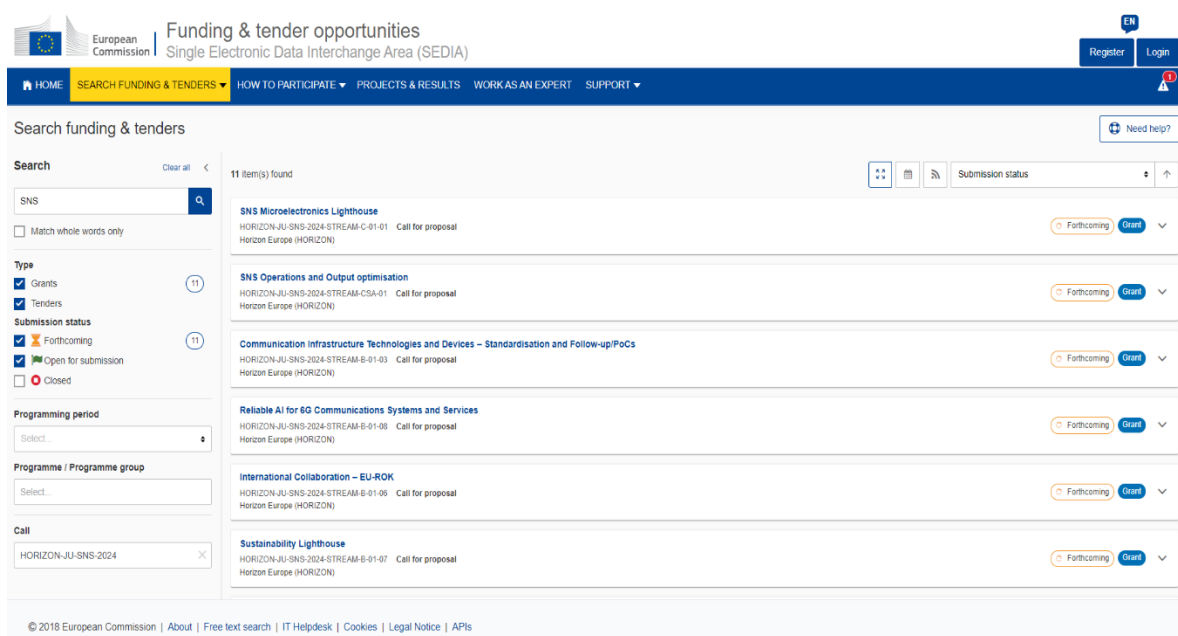 European
Commission
Funding & tender opportunities
Single Electronic Data Interchange Area (SEDIA)
EN
Register
Login
HOME
SEARCH FUNDING & TENDERS
HOW TO PARTICIPATE
PROJECTS & RESULTS
WORK AS AN EXPERT
SUPPORT
1
Search funding & tenders
Need help?
Search
Clear all
SNS
Match whole words only
Type
Grants
11
Tenders
Submission status
Forthcoming
11
Open for submission
Closed
Programming period
Select...
Programme / Programme group
Select...
Call
HORIZON-JU-SNS-2024
11 item(s) found
Submission status
SNS Microelectronics Lighthouse
HORIZON-JU-SNS-2024-STREAM-C-01-01 Call for proposal
Horizon Europe (HORIZON)
Forthcoming
Grant
SNS Operations and Output optimisation
HORIZON-JU-SNS-2024-STREAM-CSA-01 Call for proposal
Horizon Europe (HORIZON)
Forthcoming
Grant
Communication Infrastructure Technologies and Devices – Standardisation and Follow-up/PoCs
HORIZON-JU-SNS-2024-STREAM-B-01-03 Call for proposal
Horizon Europe (HORIZON)
Forthcoming
Grant
Reliable AI for 6G Communications Systems and Services
HORIZON-JU-SNS-2024-STREAM-B-01-08 Call for proposal
Horizon Europe (HORIZON)
Forthcoming
Grant
International Collaboration – EU-ROK
HORIZON-JU-SNS-2024-STREAM-B-01-06 Call for proposal
Horizon Europe (HORIZON)
Forthcoming
Grant
Sustainability Lighthouse
HORIZON-JU-SNS-2024-STREAM-B-01-07 Call for proposal
Horizon Europe (HORIZON)
Forthcoming
Grant
© 2018 European Commission | About | Free text search | IT Helpdesk | Cookies | Legal Notice | APIs